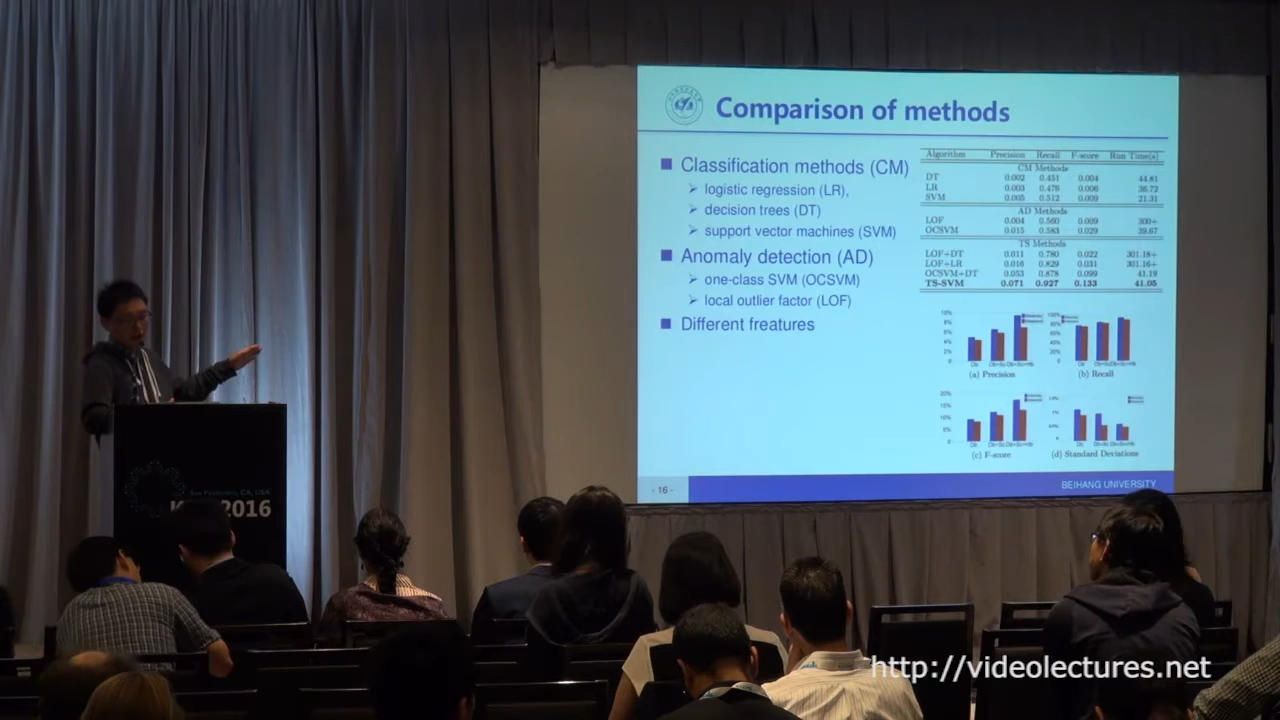 Comparison of methods
Classification methods (CM)
logistic regression (LR),
decision trees (DT)
support vector machines (SVM)
Anomaly detection (AD)
one-class SVM (OCSVM)
local outlier factor (LOF)
Different freatures
Algorithm Precision Recall F-score Run Time(s)
CM Methods
DT 0.002 0.451 0.004 44.81
LR 0.003 0.476 0.006 36.72
SVM 0.005 0.512 0.009 21.31
AD Methods
LOF 0.004 0.560 0.009 300+
OCSVM 0.015 0.583 0.029 39.67
TS Methods
LOF+DT 0.011 0.780 0.022 301.18+
LOF+LR 0.016 0.829 0.031 301.16+
OCSVM+DT 0.053 0.878 0.099 41.19
TS-SVM 0.071 0.927 0.133 41.05
(a) Precision
(b) Recall
(c) F-score
(d) Standard Deviations
- 16 -
BEIHANG UNIVERSITY
San Francisco, CA, USA
2016
http://videolectures.net